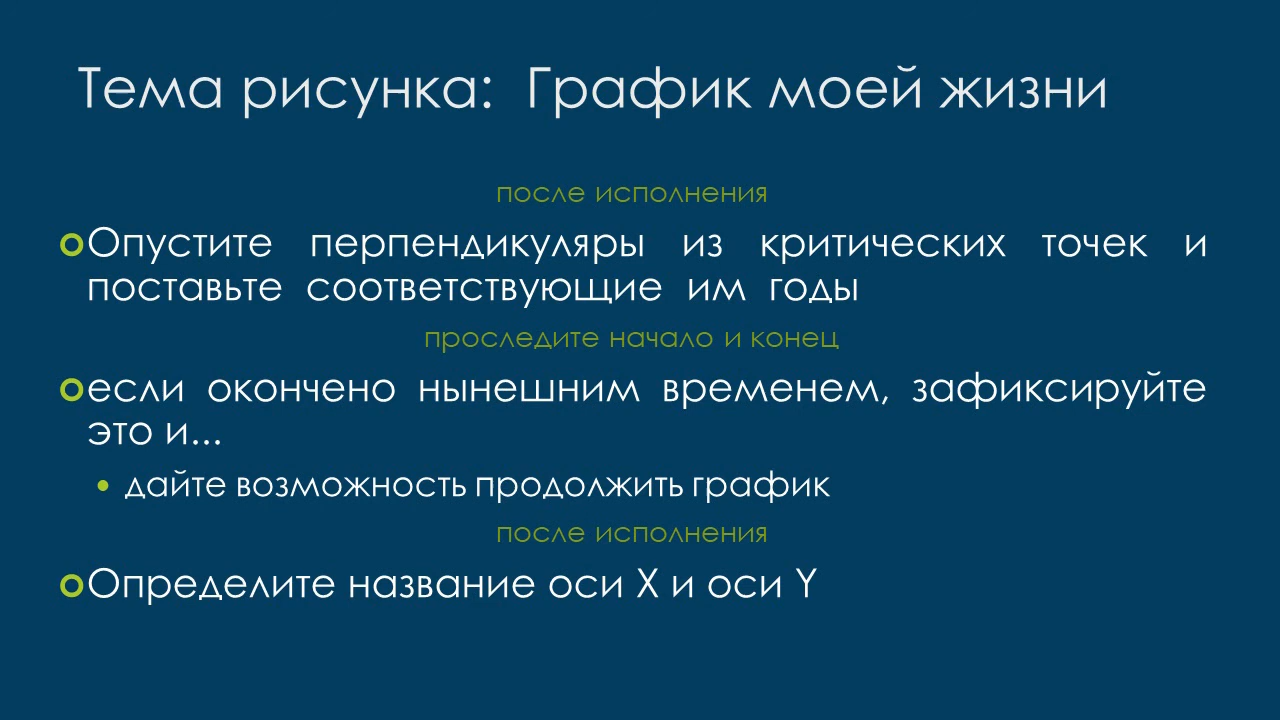 Тема рисунка: График моей жизни
после исполнения
Опустите перпендикуляры из критических точек и
поставьте соответствующие им годы
проследите начало и конец
если окончено нынешним временем, зафиксируйте
это и...
дайте возможность продолжить график
после исполнения
Определите название оси X и оси Y